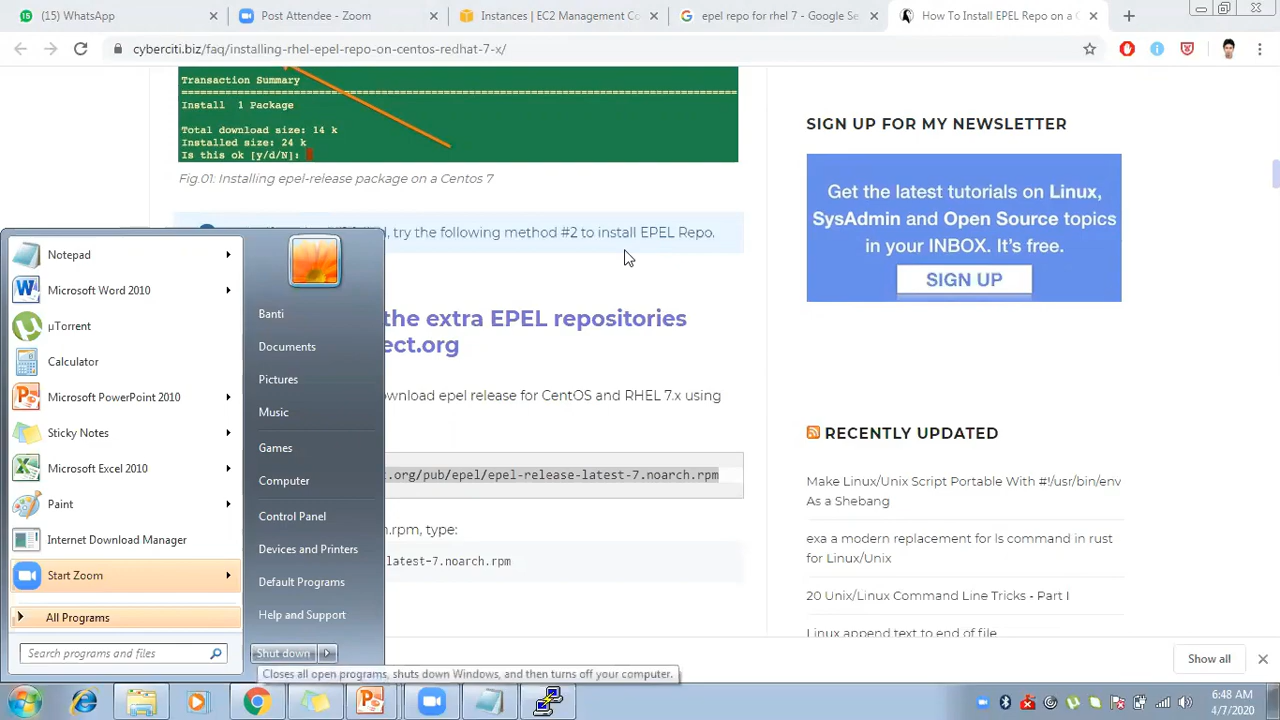 (15) WhatsApp
Post Attendee - Zoom
Instances | EC2 Management Co
epel repo for rhel 7 - Google Se
How To Install EPEL Repo on a C
cyberciti.biz/faq/installing-rhel-epel-repo-on-centos-redhat-7-x/
Transaction Summary
Install 1 Package
Total download size: 14 k
Installed size: 24 k
Is this ok [y/d/N]:
Fig.01: Installing epel-release package on a Centos 7
, try the following method #2 to install EPEL Repo.
the extra EPEL repositories
ect.org
ownload epel release for CentOS and RHEL 7.x using
.org/pub/epel/epel-release-latest-7.noarch.rpm
h.rpm, type:
latest-7.noarch.rpm
SIGN UP FOR MY NEWSLETTER
Get the latest tutorials on Linux,
SysAdmin and Open Source topics
in your INBOX. It's free.
SIGN UP
RECENTLY UPDATED
Make Linux/Unix Script Portable With #!/usr/bin/env
As a Shebang
exa a modern replacement for ls command in rust
for Linux/Unix
20 Unix/Linux Command Line Tricks - Part I
Linux append text to end of file
Show all
Notepad
Microsoft Word 2010
µTorrent
Calculator
Microsoft PowerPoint 2010
Sticky Notes
Microsoft Excel 2010
Paint
Internet Download Manager
Start Zoom
All Programs
Search programs and files
Banti
Documents
Pictures
Music
Games
Computer
Control Panel
Devices and Printers
Default Programs
Help and Support
Shut down
Closes all open programs, shuts down Windows, and then turns off your computer.
6:48 AM
4/7/2020